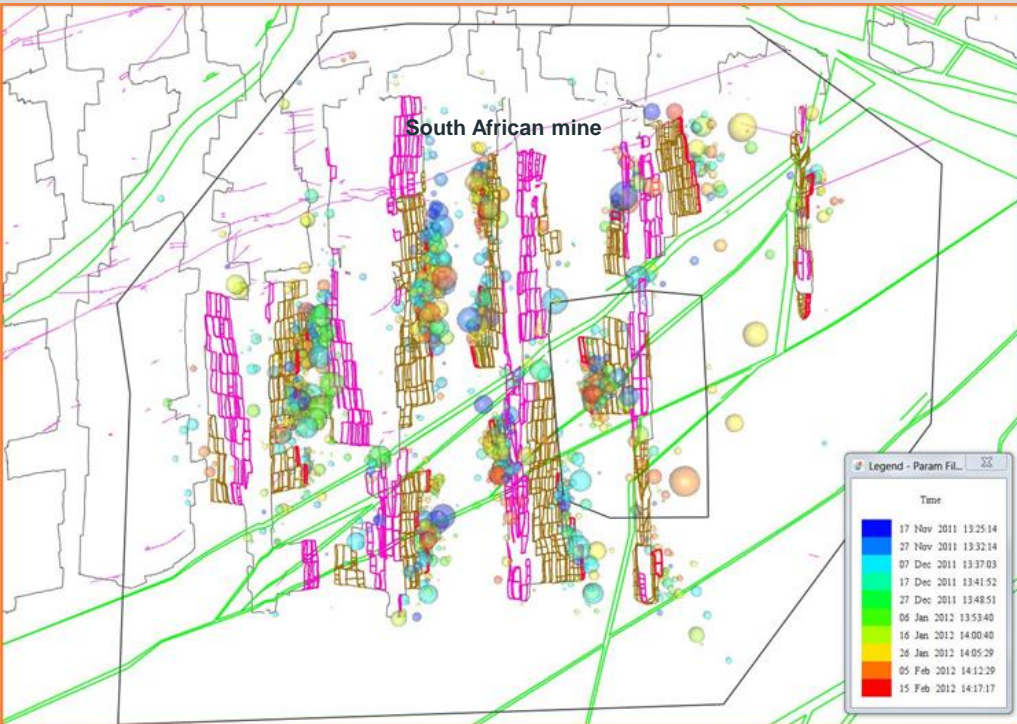 South African mine
Legend - Param Fil...
Time
17 Nov 2011 13:25:14
27 Nov 2011 13:32:14
07 Dec 2011 13:37:03
17 Dec 2011 13:41:52
27 Dec 2011 13:48:51
06 Jan 2012 13:53:40
16 Jan 2012 14:00:40
26 Jan 2012 14:05:29
05 Feb 2012 14:12:29
15 Feb 2012 14:17:17